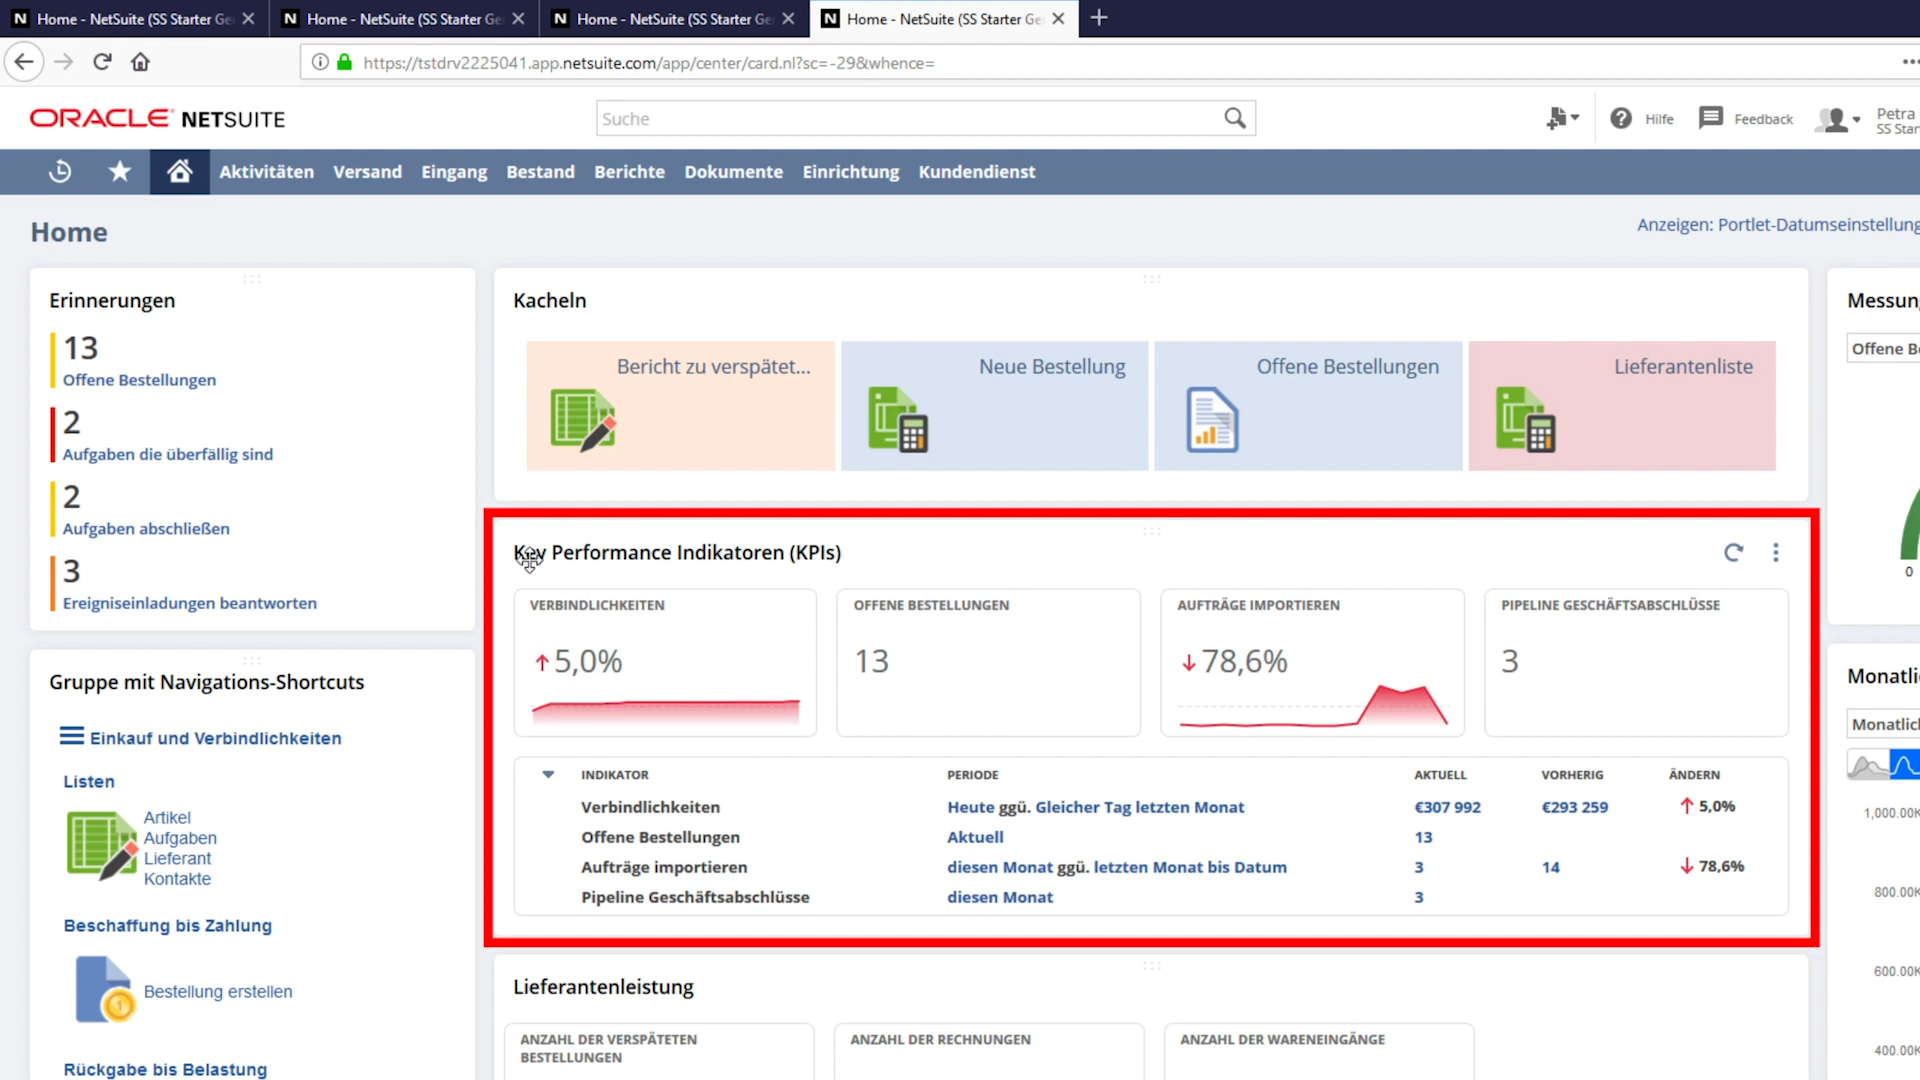 Home - NetSuite (SS Starter Ge
Home - NetSuite (SS Starter Ge
Home - NetSuite (SS Starter Ge
Home - NetSuite (SS Starter Ge
https://tstdrv2225041.app.netsuite.com/app/center/card.nl?sc=-29&whence=
ORACLE NETSUITE
Suche
Hilfe
Feedback
Petra
SS Star
Aktivitäten
Versand
Eingang
Bestand
Berichte
Dokumente
Einrichtung
Kundendienst
Home
Anzeigen: Portlet-Datumseinstellung
Erinnerungen
13
Offene Bestellungen
2
Aufgaben die überfällig sind
2
Aufgaben abschließen
3
Ereigniseinladungen beantworten
Gruppe mit Navigations-Shortcuts
Einkauf und Verbindlichkeiten
Listen
Artikel
Aufgaben
Lieferant
Kontakte
Beschaffung bis Zahlung
Bestellung erstellen
Rückgabe bis Belastung
Kacheln
Bericht zu verspätet...
Neue Bestellung
Offene Bestellungen
Lieferantenliste
Key Performance Indikatoren (KPIs)
VERBINDLICHKEITEN
5,0%
OFFENE BESTELLUNGEN
13
AUFTRÄGE IMPORTIEREN
78,6%
PIPELINE GESCHÄFTSABSCHLÜSSE
3
INDIKATOR PERIODE AKTUELL VORHERIG ÄNDERN
Verbindlichkeiten Heute ggü. Gleicher Tag letzten Monat €307 992 €293 259 5,0%
Offene Bestellungen Aktuell 13
Aufträge importieren diesen Monat ggü. letzten Monat bis Datum 3 14 78,6%
Pipeline Geschäftsabschlüsse diesen Monat 3
Lieferantenleistung
ANZAHL DER VERSPÄTETEN
BESTELLUNGEN
ANZAHL DER RECHNUNGEN
ANZAHL DER WARENEINGÄNGE
Messung
Offene Be
0
Monatli
Monatlich
1,000.00K
800.00K
600.00K
400.00K